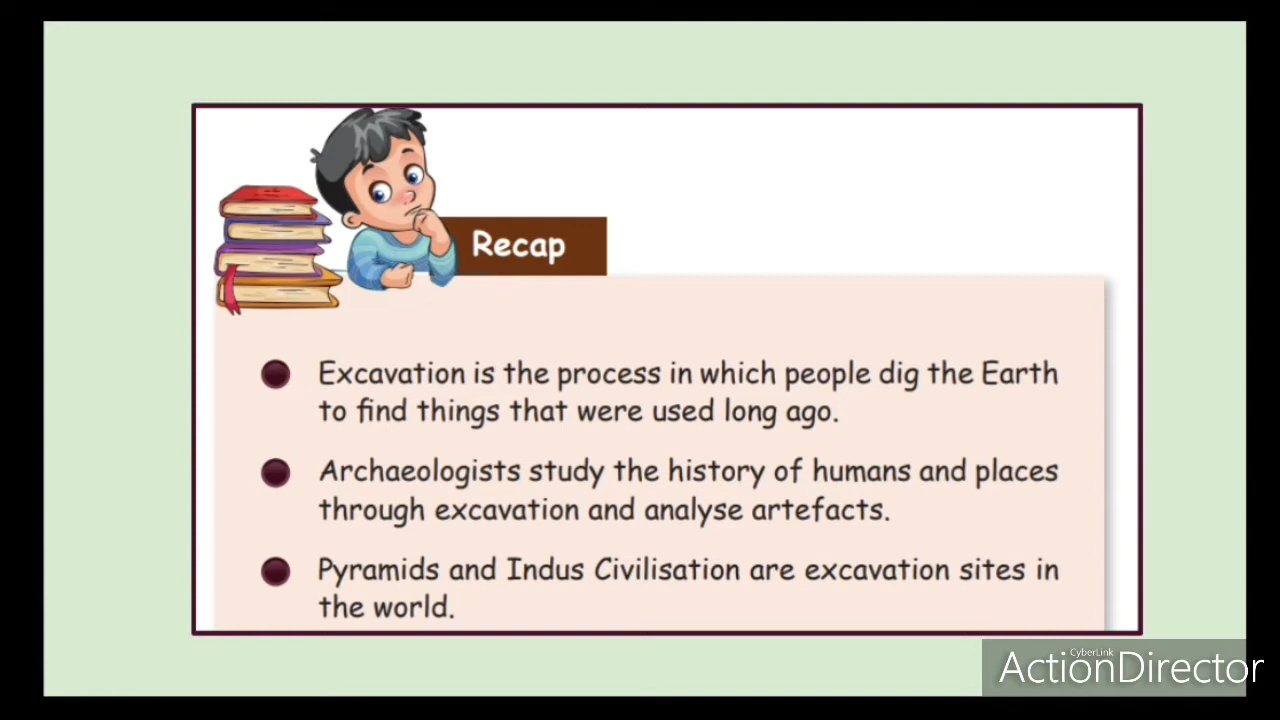 Recap
Excavation is the process in which people dig the Earth
to find things that were used long ago.
Archaeologists study the history of humans and places
through excavation and analyse artefacts.
Pyramids and Indus Civilisation are excavation sites in
the world.
CyberLink
ActionDirector